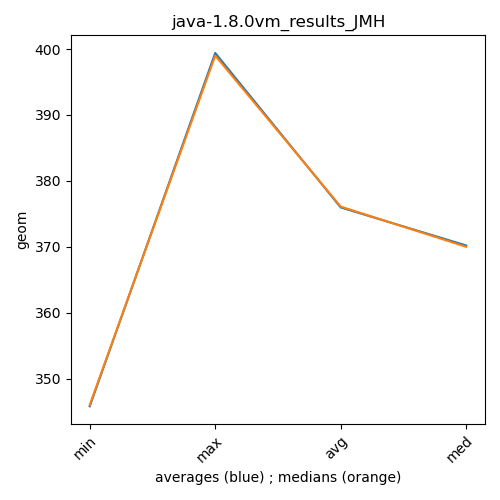 java-1.8.0vm_results_JMH
400
390
380
370
360
350
geom
min
max
avg
med
averages (blue) ; medians (orange)